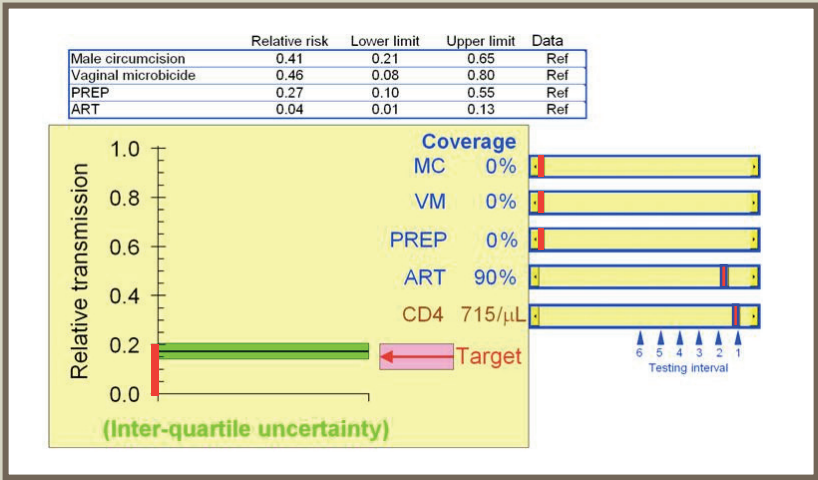 Relative risk Lower limit Upper limit Data
Male circumcision 0.41 0.21 0.65 Ref
Vaginal microbicide 0.46 0.08 0.80 Ref
PREP 0.27 0.10 0.55 Ref
ART 0.04 0.01 0.13 Ref
Coverage
MC 0%
VM 0%
PREP 0%
ART 90%
CD4 715/μL
Relative transmission
1.0
0.8
0.6
0.4
0.2
0.0
Target
(Inter-quartile uncertainty)
6 5 4 3 2 1
Testing interval